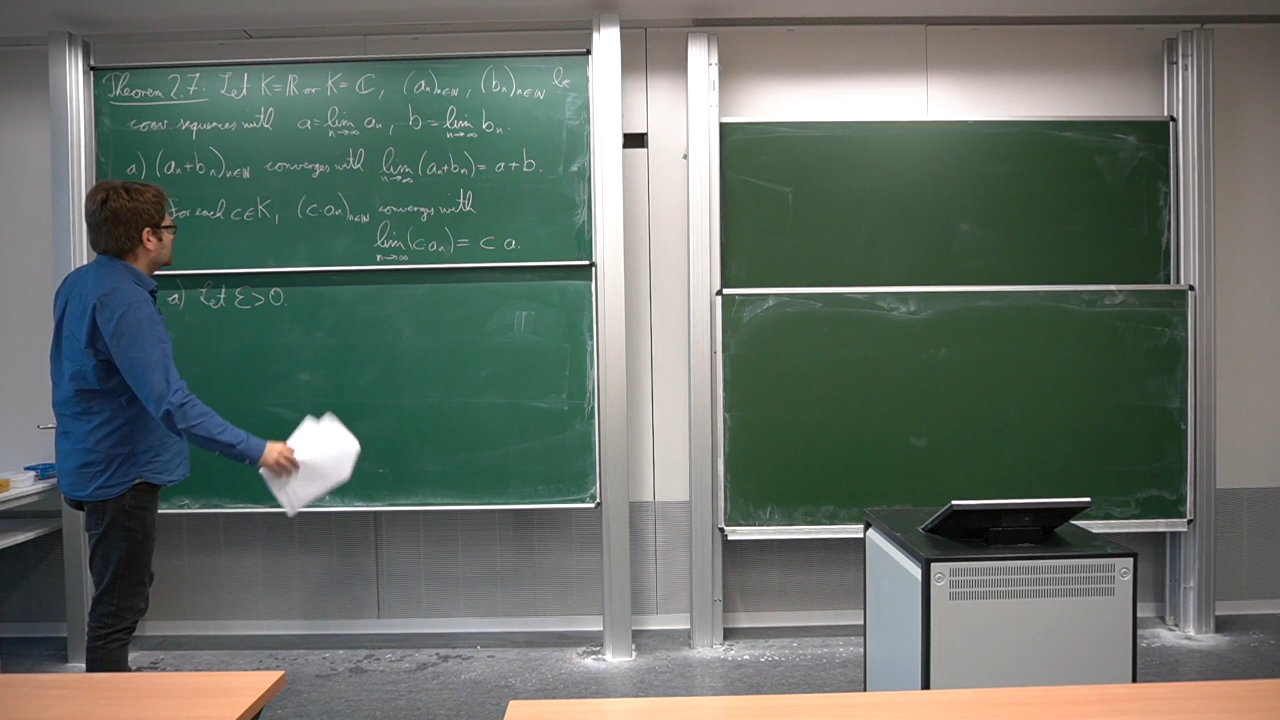 Theorem 2.7. Let K=ℝ or K=ℂ, (aₙ)ₙ∈ℕ, (bₙ)ₙ∈ℕ be
conv. sequences with a=lim n→∞ aₙ, b=lim n→∞ bₙ.
a) (aₙ+bₙ)ₙ∈ℕ converges with lim n→∞ (aₙ+bₙ)= a+b.
For each c∈K, (c·aₙ)ₙ∈ℕ converges with
lim n→∞ (c aₙ)= c a.
a) Let ε>0.